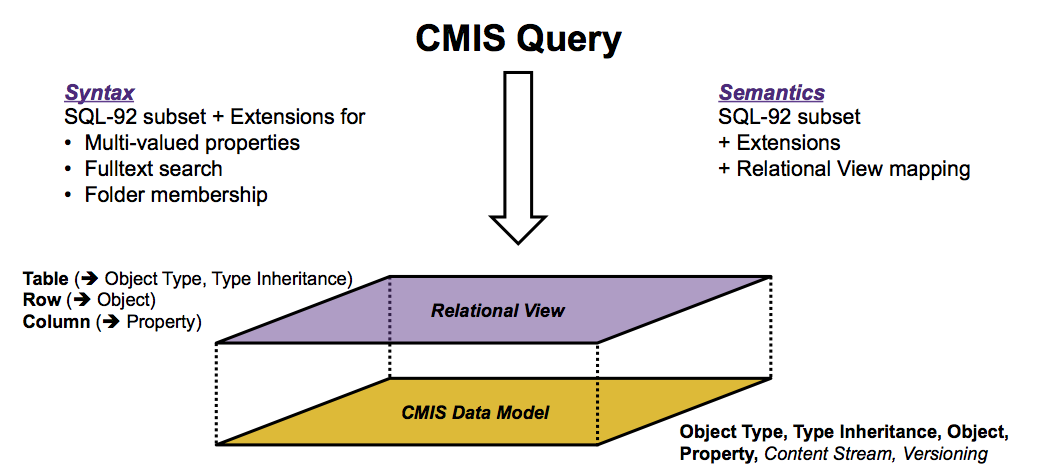 CMIS Query
Syntax
SQL-92 subset + Extensions for
• Multi-valued properties
• Fulltext search
• Folder membership
Semantics
SQL-92 subset
+ Extensions
+ Relational View mapping
Table (➔ Object Type, Type Inheritance)
Row (➔ Object)
Column (➔ Property)
Relational View
CMIS Data Model
Object Type, Type Inheritance, Object,
Property, Content Stream, Versioning